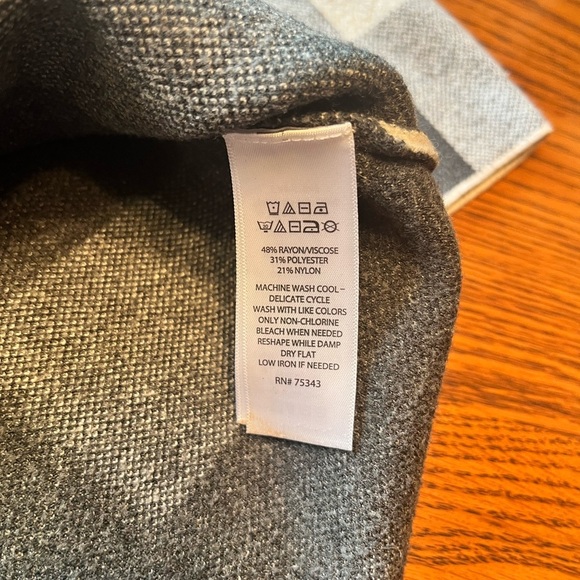 48% RAYON/VISCOSE
31% POLYESTER
21% NYLON
MACHINE WASH COOL–
DELICATE CYCLE
WASH WITH LIKE COLORS
ONLY NON-CHLORINE
BLEACH WHEN NEEDED
RESHAPE WHILE DAMP
DRY FLAT
LOW IRON IF NEEDED
RN# 75343